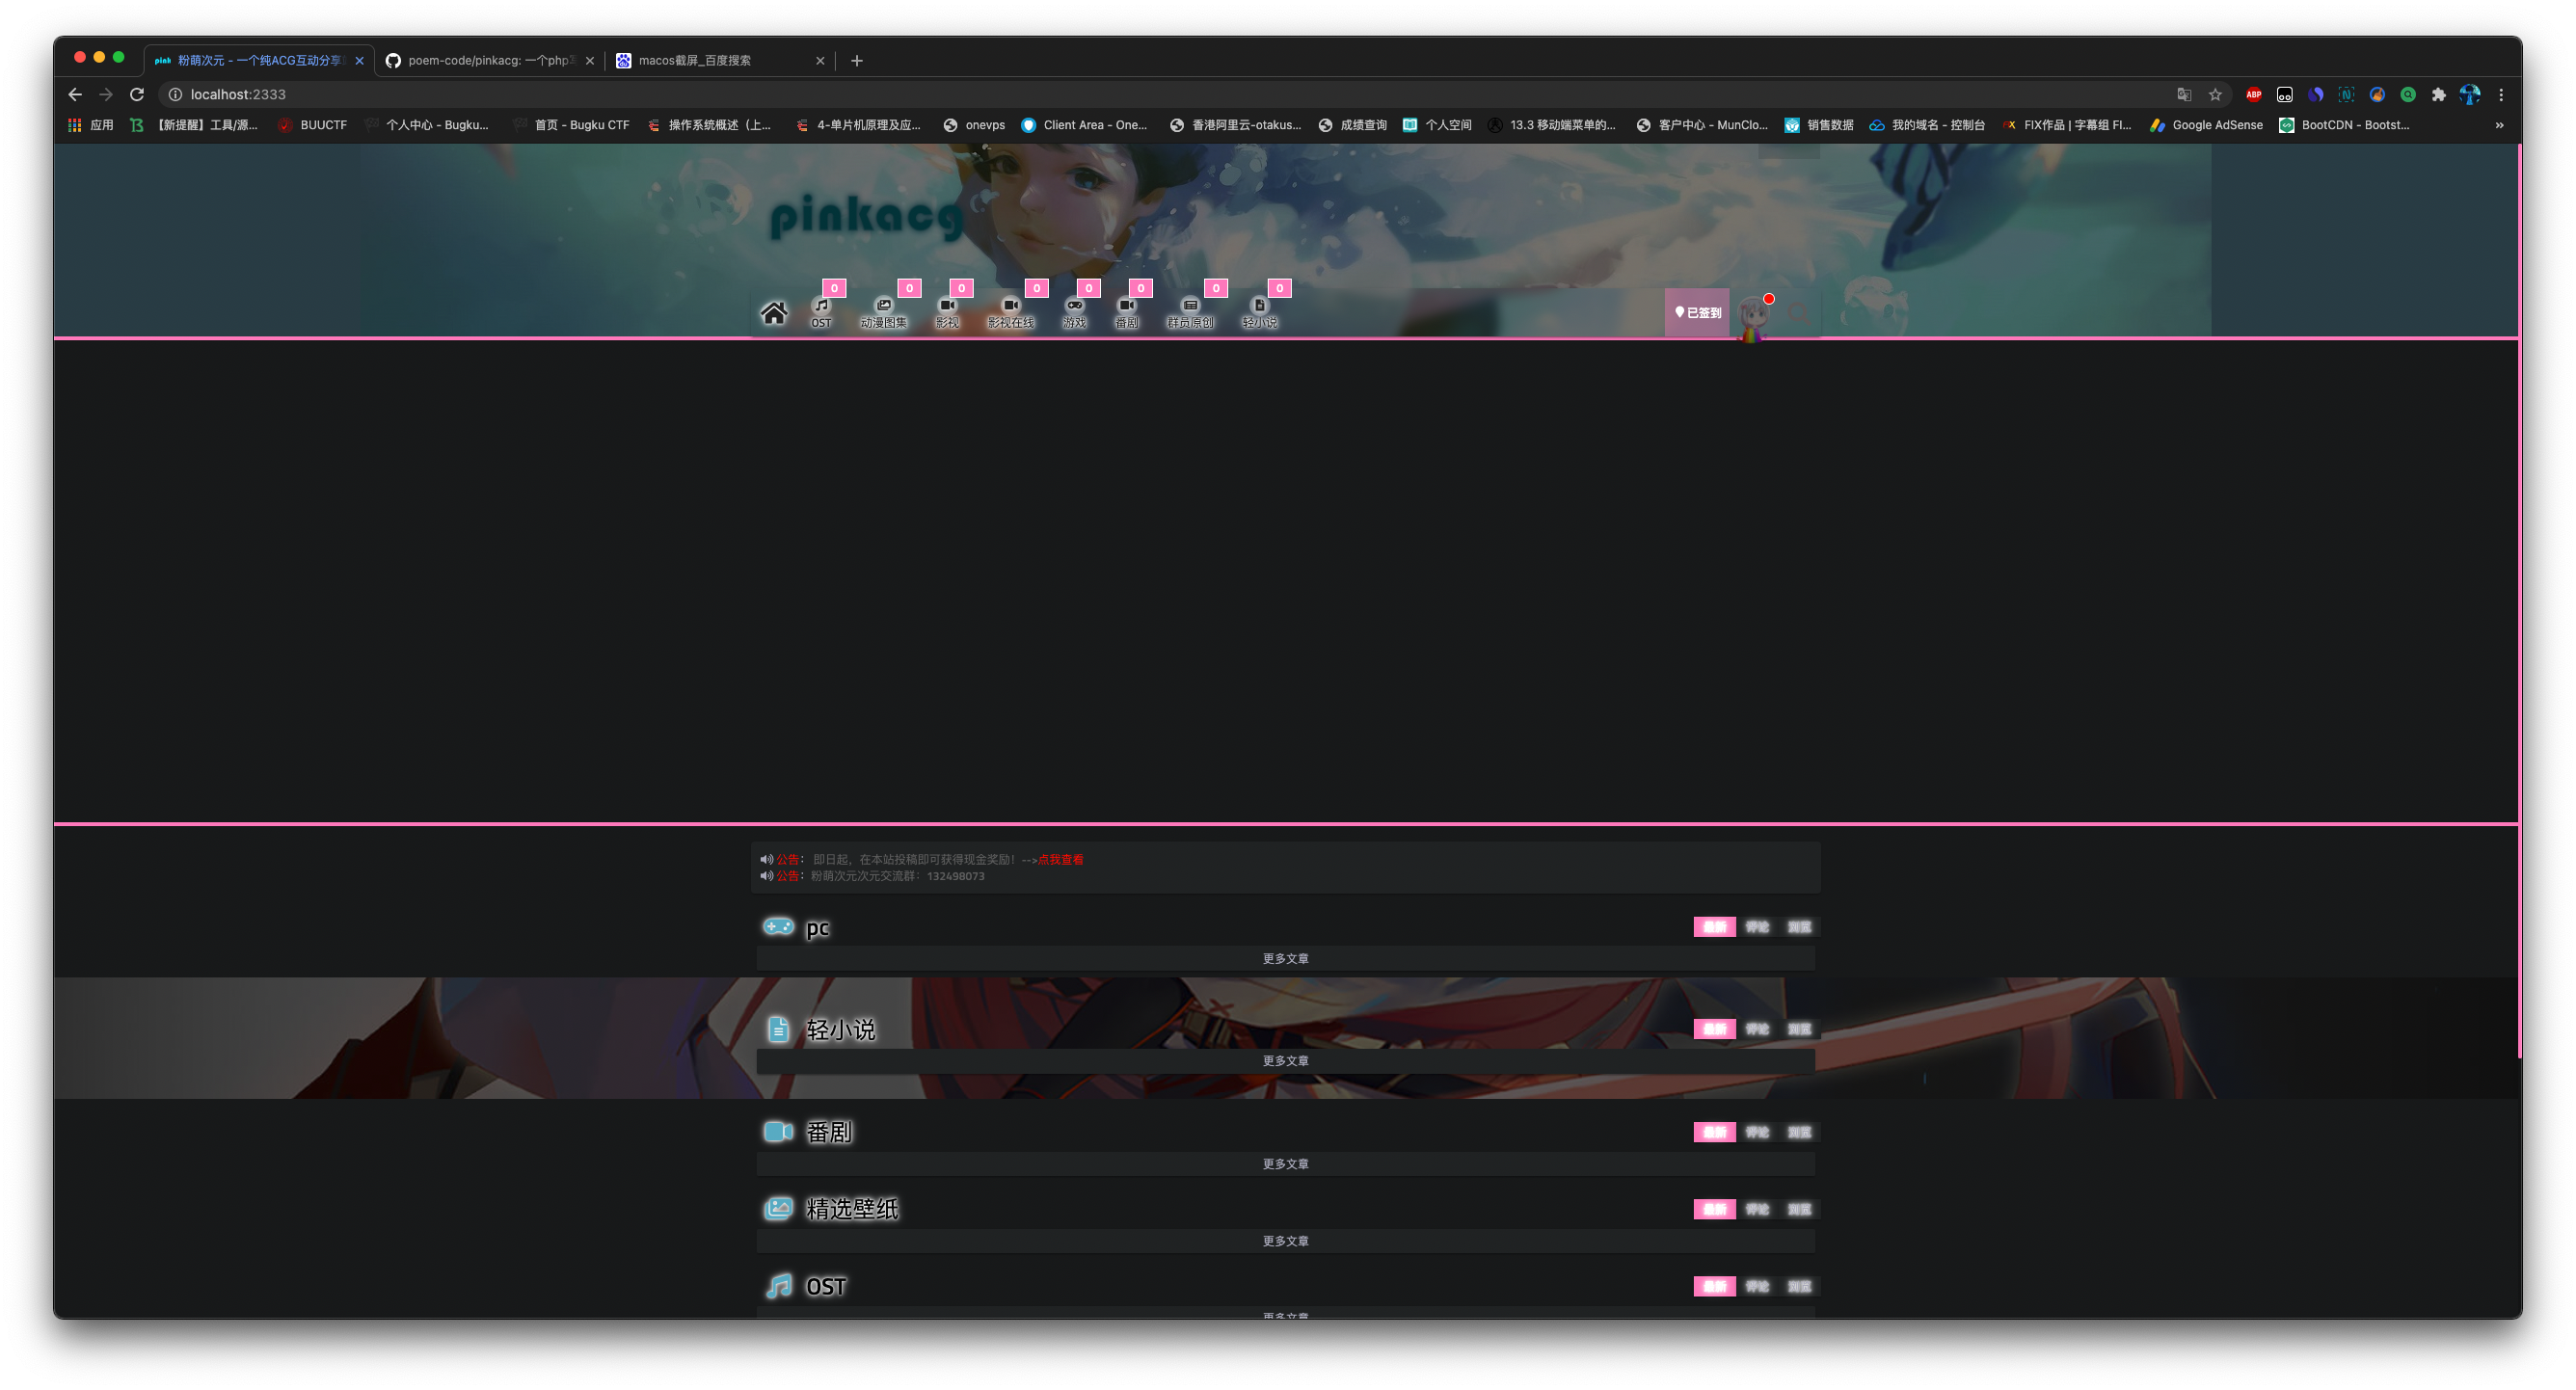 pink 粉萌次元 - 一个纯ACG互动分享
poem-code/pinkacg: 一个php
macos截屏_百度搜索
localhost:2333
ABP
应用
【新提醒】工具/源...
BUUCTF
个人中心 - Bugku...
首页 - Bugku CTF
操作系统概述（上...
4-单片机原理及应...
onevps
Client Area - One...
香港阿里云-otakus...
成绩查询
个人空间
13.3 移动端菜单的...
客户中心 - MunClo...
销售数据
我的域名 - 控制台
FIX作品 | 字幕组 FI...
Google AdSense
BootCDN - Bootst...
»
pinkacg
0 0 0 0 0 0 0 0
OST 动漫图集 影视 影视在线 游戏 番剧 群员原创 轻小说
已签到
公告： 即日起，在本站投稿即可获得现金奖励！-->点我查看
公告：粉萌次元次元交流群：132498073
pc
最新 评论 浏览
更多文章
轻小说
最新 评论 浏览
更多文章
番剧
最新 评论 浏览
更多文章
精选壁纸
最新 评论 浏览
更多文章
OST
最新 评论 浏览
更多文章